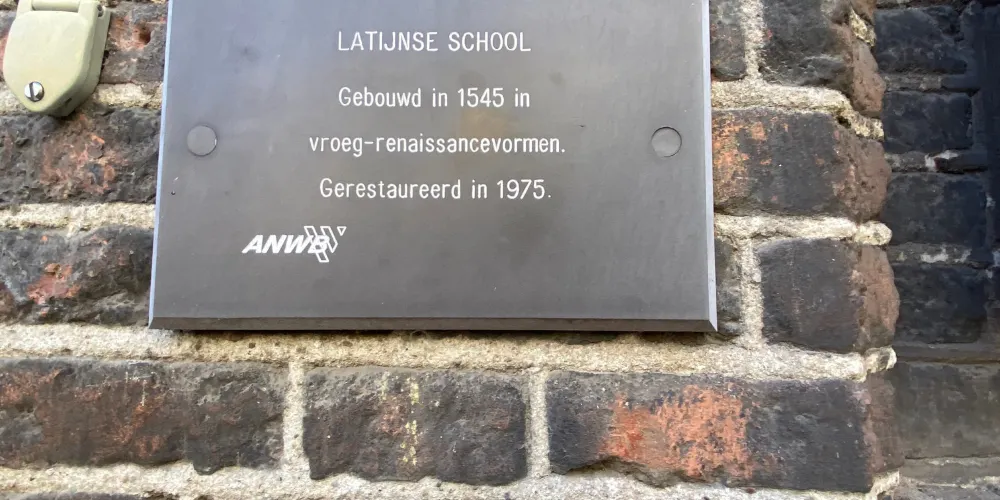 LATIJNSE SCHOOL
Gebouwd in 1545 in
vroeg-renaissancevormen.
Gerestaureerd in 1975.
ANWB